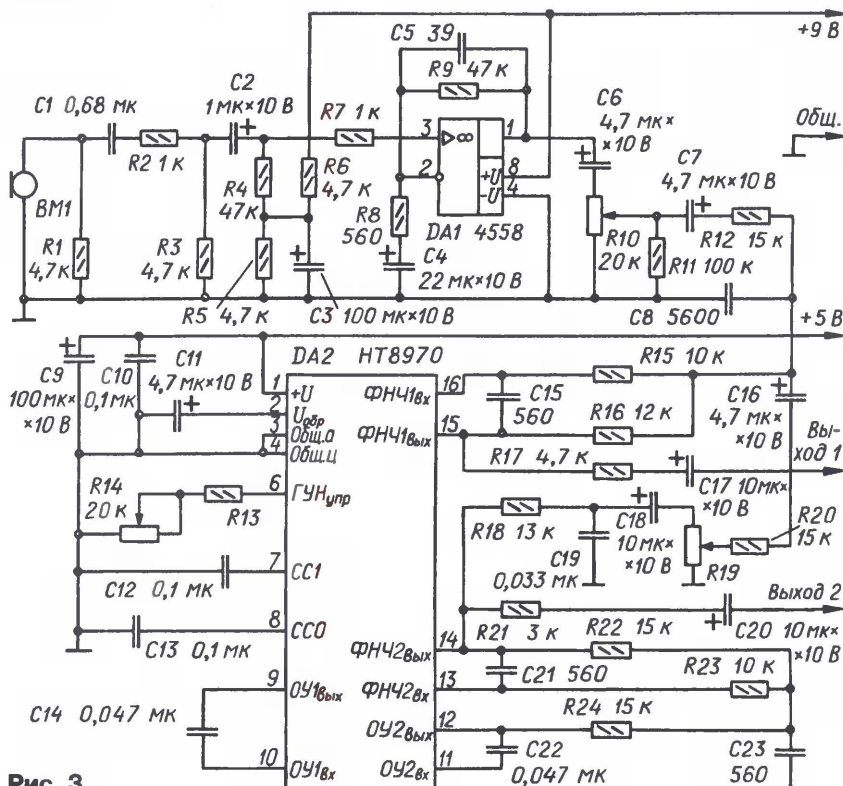 C5 39
+9 В
R9 47 к
C1 0,68 мк
C2
1 мк×10 В
R7 1 к
C6
4,7 мк×
×10 В
Общ.
3
1
8
4
2
+U
-U
∞
DA1 4558
R2 1 к
BM1
R1
4,7 к
R3
4,7 к
R4
47к
R5 4,7 к
R6
4,7 к
R8
560
C4
22 мк×10 В
C3 100 мк×10 В
C7
4,7 мк×10 В
R10
20 к
R12 15 к
R11 100 к
C8 5600
+5 В
DA2 HT8970
C9
100 мк×
×10 В
C10
0,1 мк
C11
4,7 мк×10 В
1 +U
2 Uобр
3 Общ.а
4 Общ.ц
6 ГУНупр
7 CC1
8 CC0
9 ОУ1вых
10 ОУ1вх
R14
20 к
R13
C12 0,1 мк
C13 0,1 мк
C14 0,047 мк
ФНЧ1вх 16
ФНЧ1вых 15
ФНЧ2вых 14
ФНЧ2вх 13
ОУ2вых 12
ОУ2вх 11
C15
560
R15 10 к
R16 12 к
R17 4,7 к
C16
4,7 мк×
×10 В
Вы-
ход 1
C17 10 мк×
×10 В
R18 13 к
C18
10 мк×
×10 В
C19
0,033 мк
R19
R20
15 к
Выход 2
R21 3 к
C20 10 мк×
×10 В
R22 15 к
C21 560
R23 10 к
R24 15 к
C22
0,047 мк
C23
560
Рис. 3